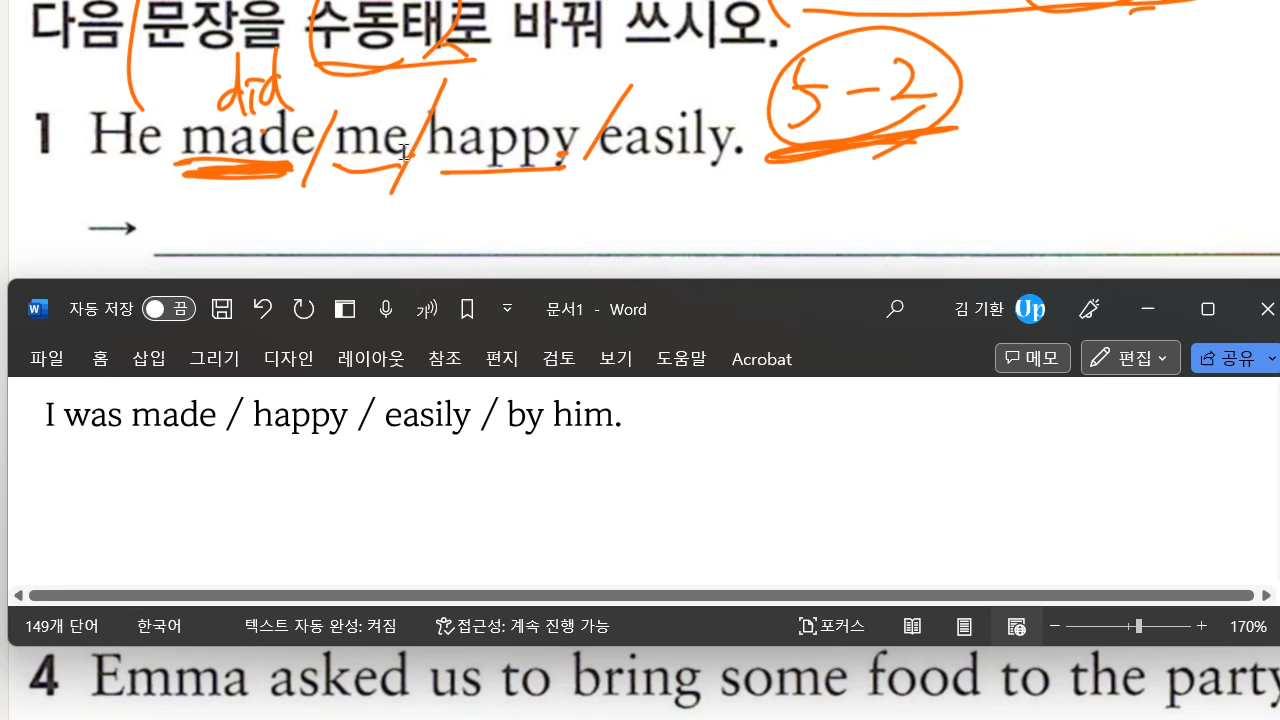 다음 문장을 수동태로 바꿔 쓰시오.
did
1 He made / me / happy / easily. 5-2
→
자동 저장 끔 가 문서1 - Word 김 기환 Up
파일 홈 삽입 그리기 디자인 레이아웃 참조 편지 검토 보기 도움말 Acrobat 메모 편집 공유
I was made / happy / easily / by him.
149개 단어 한국어 텍스트 자동 완성: 켜짐 접근성: 계속 진행 가능 포커스 170%
4 Emma asked us to bring some food to the party